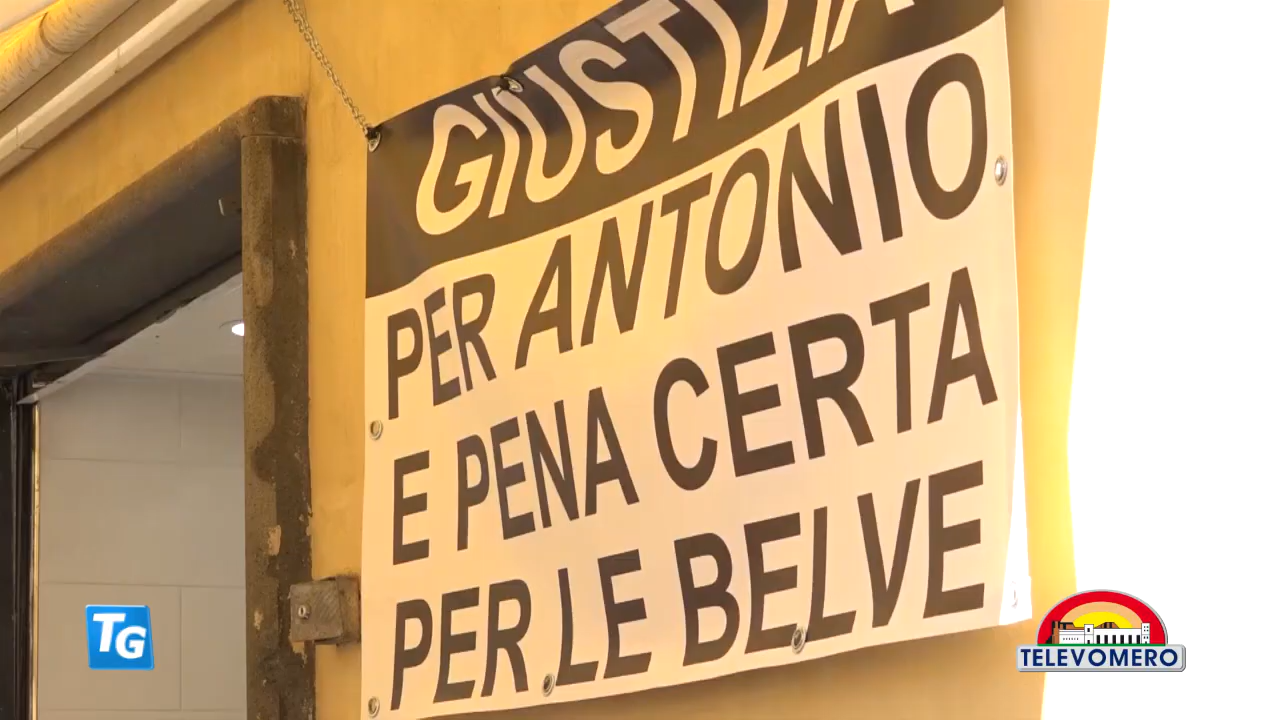 GIUSTIZIA
PER ANTONIO
E PENA CERTA
PER LE BELVE
TG
TELEVOMERO